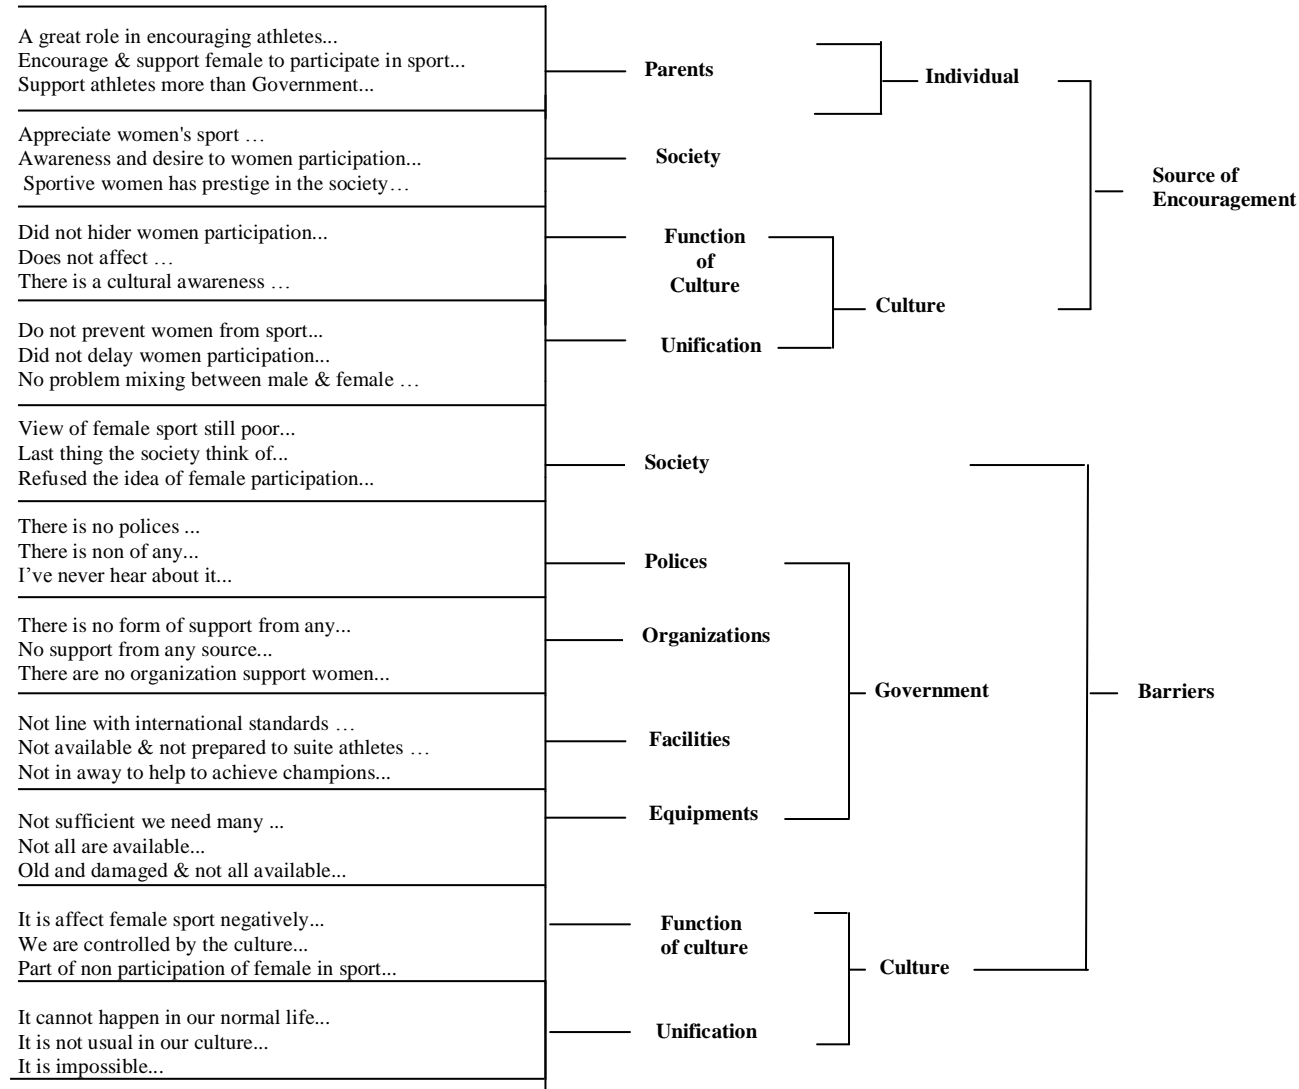 A great role in encouraging athletes...
Encourage & support female to participate in sport...
Support athletes more than Government...
Parents
Individual
Appreciate women's sport …
Awareness and desire to women participation...
Sportive women has prestige in the society…
Society
Source of
Encouragement
Did not hider women participation...
Does not affect …
There is a cultural awareness …
Function
of
Culture
Culture
Do not prevent women from sport...
Did not delay women participation...
No problem mixing between male & female …
Unification
View of female sport still poor...
Last thing the society think of...
Refused the idea of female participation...
Society
There is no polices ...
There is non of any...
I’ve never hear about it...
Polices
There is no form of support from any...
No support from any source...
There are no organization support women...
Organizations
Government
Barriers
Not line with international standards …
Not available & not prepared to suite athletes …
Not in away to help to achieve champions...
Facilities
Not sufficient we need many ...
Not all are available...
Old and damaged & not all available...
Equipments
It is affect female sport negatively...
We are controlled by the culture...
Part of non participation of female in sport...
Function
of culture
Culture
It cannot happen in our normal life...
It is not usual in our culture...
It is impossible...
Unification